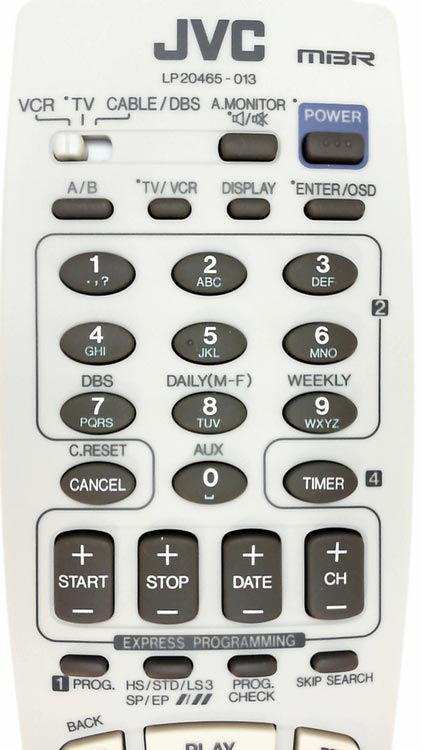 JVC
MBR
LP20465-013
VCR *TV CABLE/DBS A.MONITOR *
POWER
A/B *TV/VCR DISPLAY *ENTER/OSD
1 2 3
.,? ABC DEF
2
4 5 6
GHI JKL MNO
DBS DAILY(M-F) WEEKLY
7 8 9
PQRS TUV WXYZ
C.RESET AUX
CANCEL 0 TIMER 4
+ + + +
START STOP DATE CH
- - - -
EXPRESS PROGRAMMING
1 PROG. HS/STD/LS3 PROG. SKIP SEARCH
SP/EP CHECK
BACK
PLAY